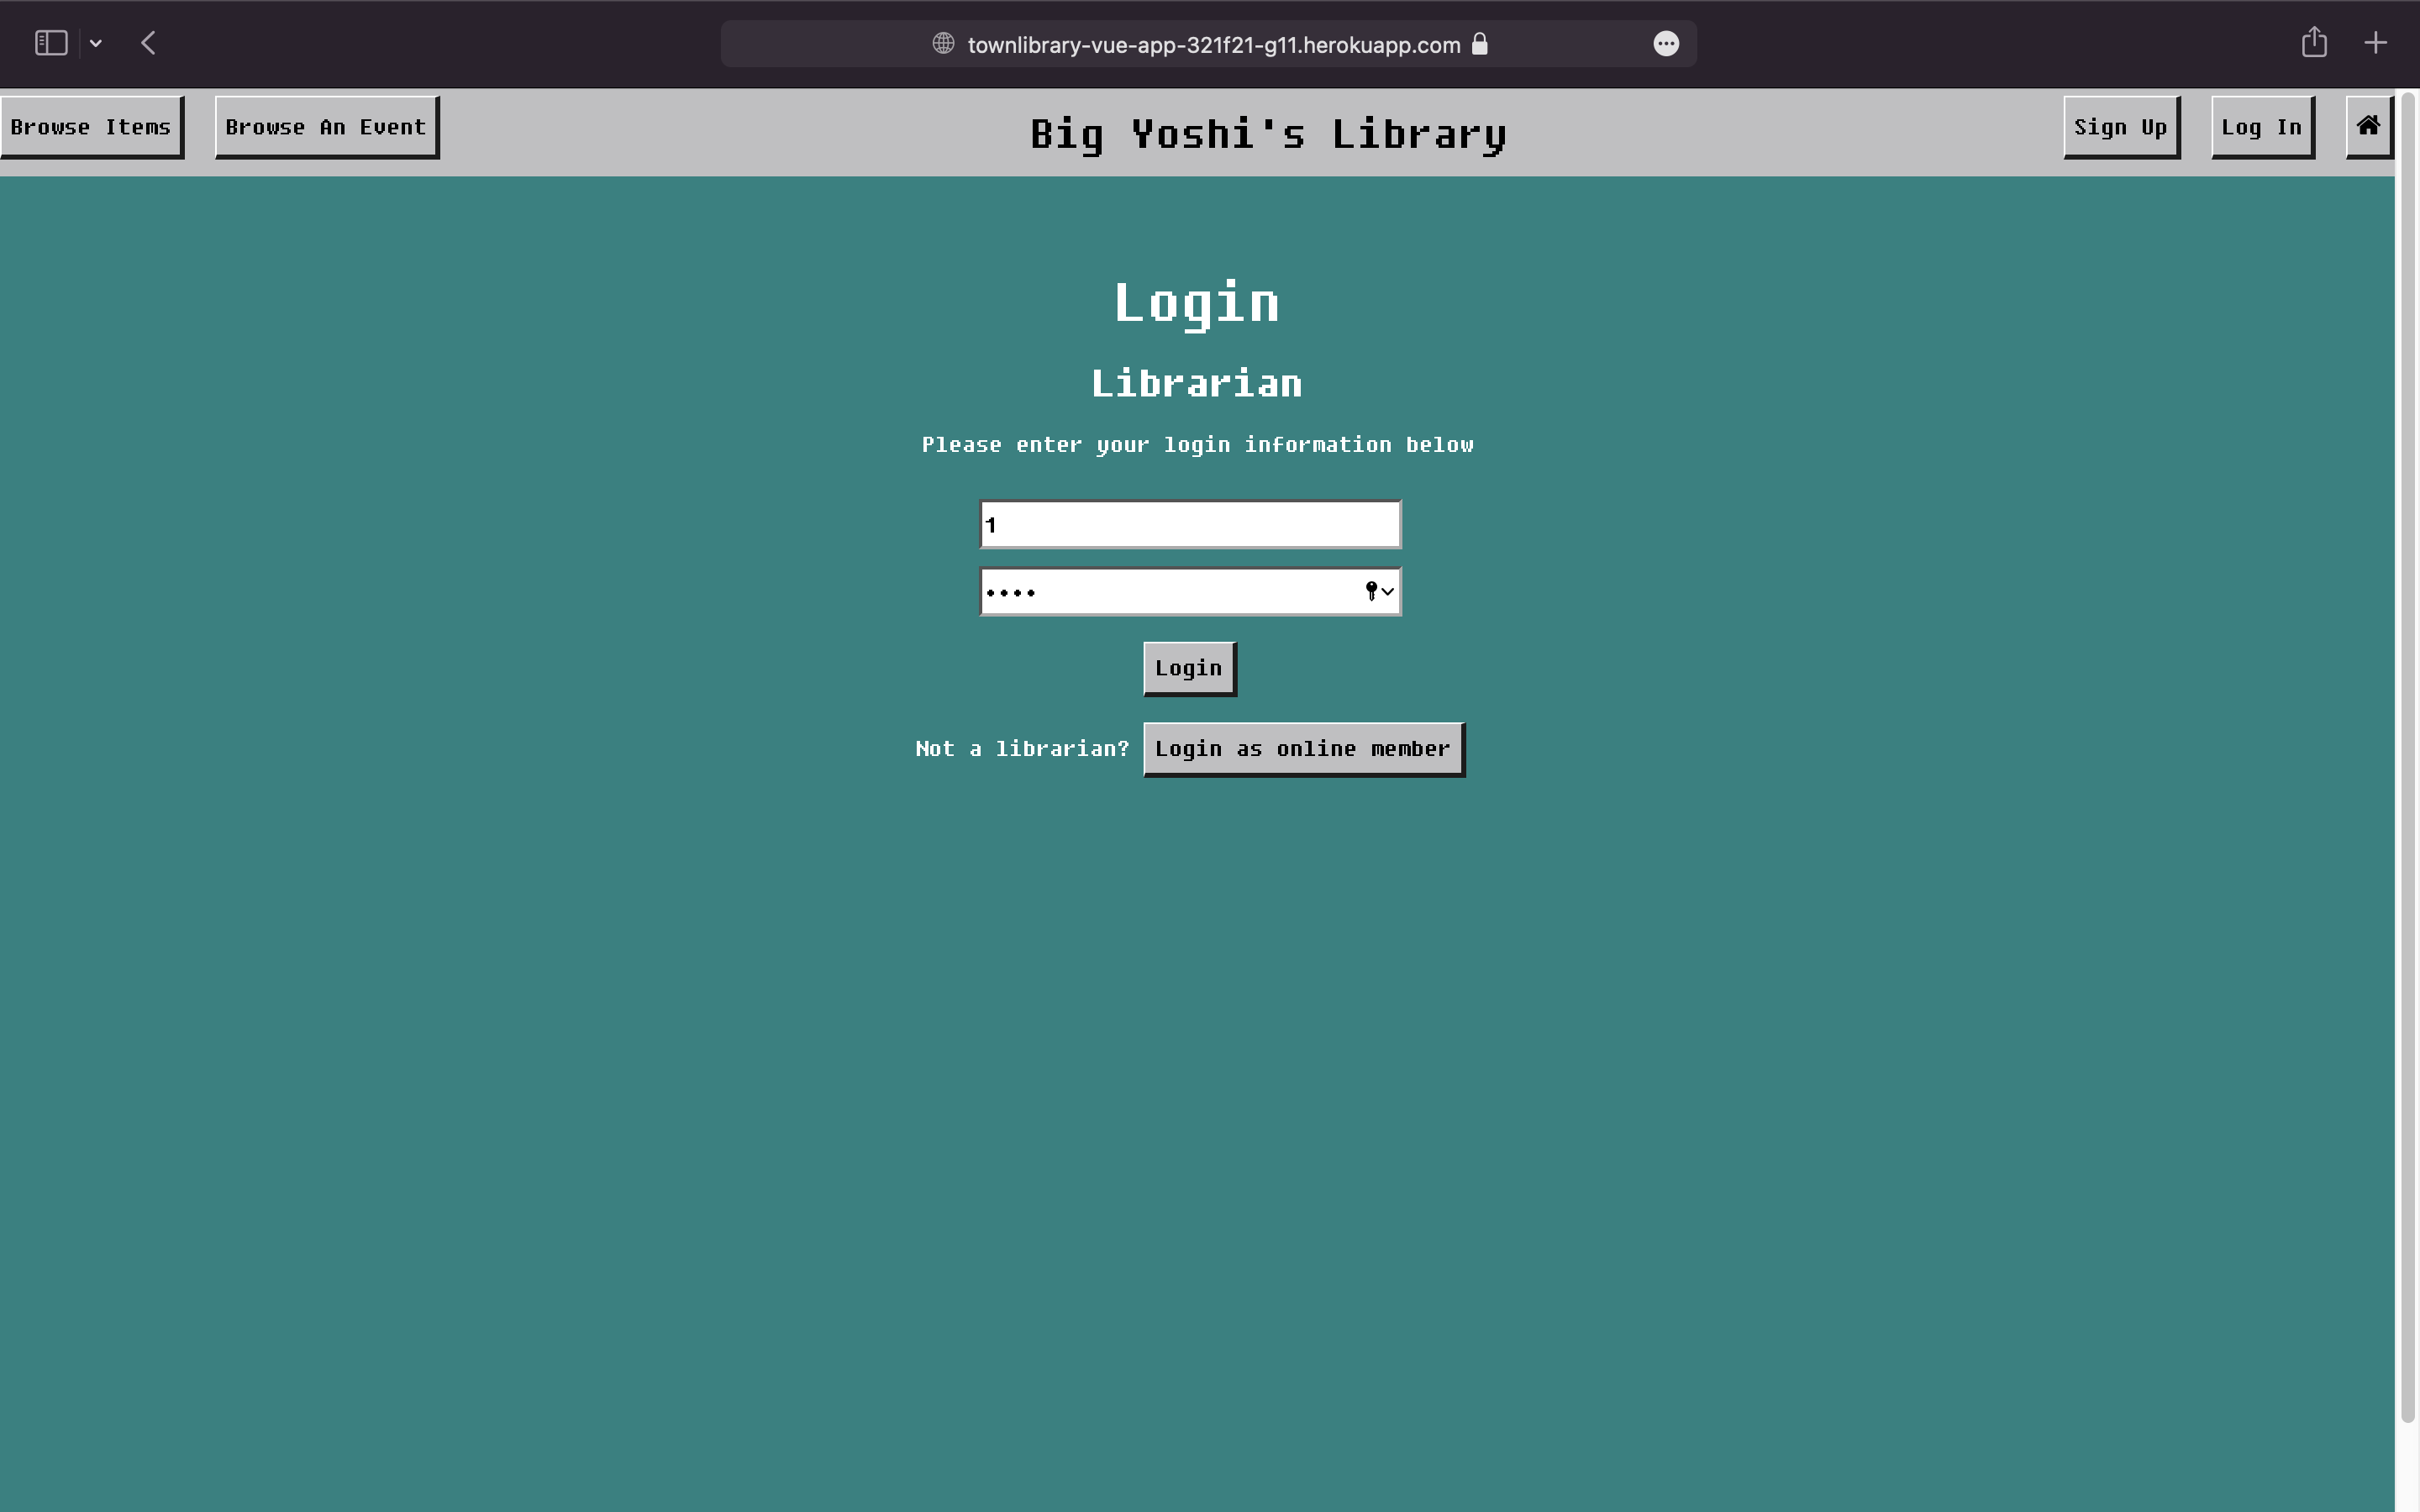 townlibrary-vue-app-321f21-g11.herokuapp.com
Browse Items Browse An Event Big Yoshi's Library Sign Up Log In
Login
Librarian
Please enter your login information below
1
••••
Login
Not a librarian? Login as online member